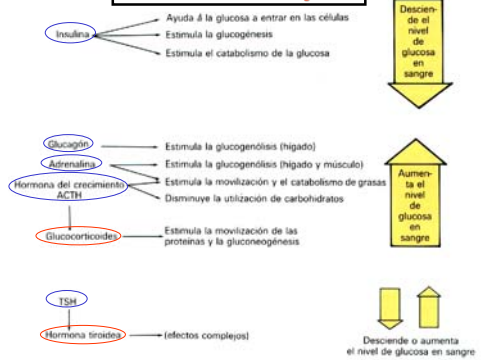 Insulina
Ayuda á la glucosa a entrar en las células
Estimula la glucogénesis
Estimula el catabolismo de la glucosa
Descien-
de el
nivel
de
glucosa
en
sangre
Glucagón
Adrenalina
Hormona del crecimiento
ACTH
Glucocorticoides
Estimula la glucogenólisis (hígado)
Estimula la glucogenólisis (hígado y músculo)
Estimula la movilización y el catabolismo de grasas
Disminuye la utilización de carbohidratos
Estimula la movilización de las
proteínas y la gluconeogénesis
Aumen-
ta el
nivel
de
glucosa
en
sangre
TSH
Hormona tiroidea
(efectos complejos)
Desciende o aumenta
el nivel de glucosa en sangre